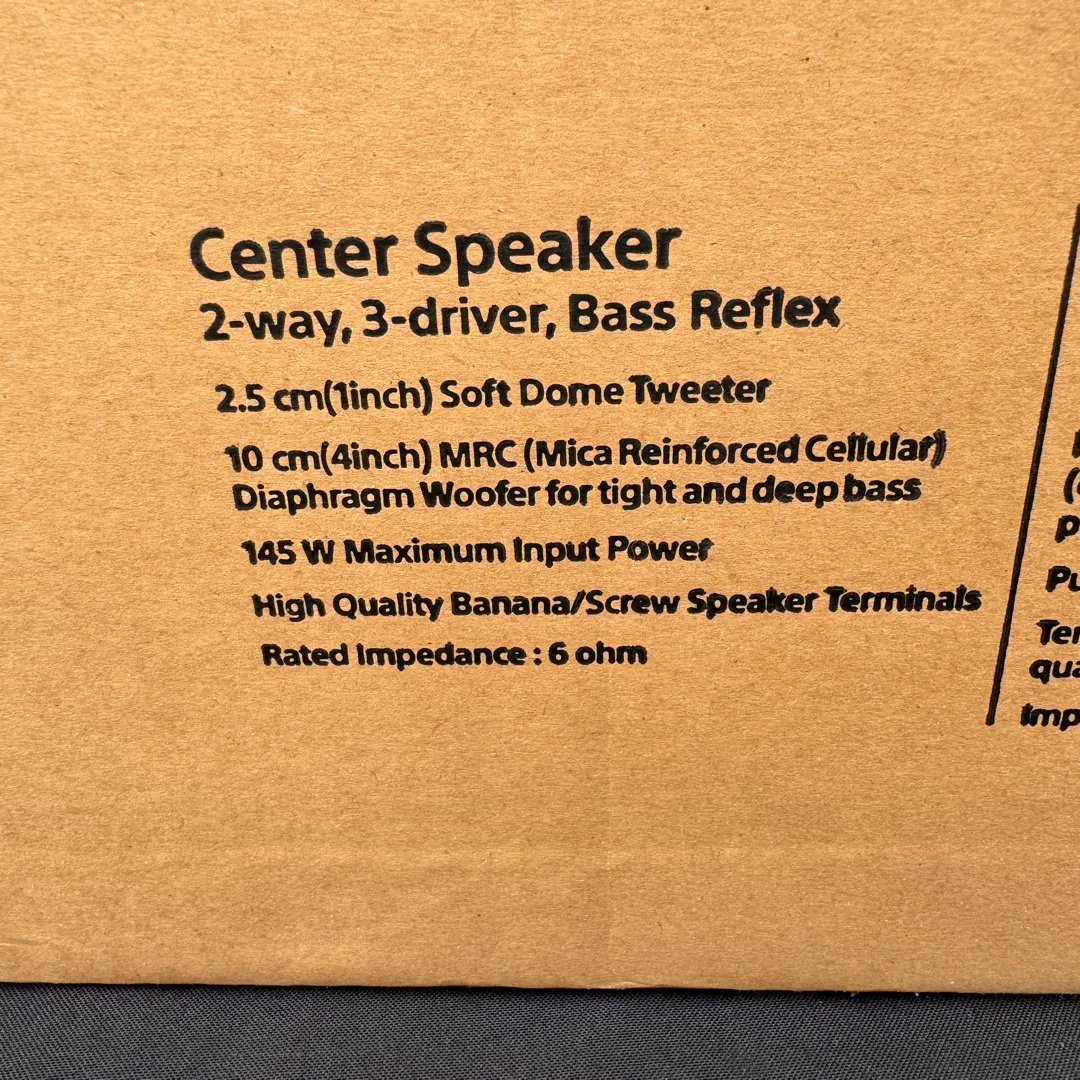 Center Speaker
2-way, 3-driver, Bass Reflex
2.5 cm(1inch) Soft Dome Tweeter
10 cm(4inch) MRC (Mica Reinforced Cellular)
Diaphragm Woofer for tight and deep bass
145 W Maximum Input Power
High Quality Banana/Screw Speaker Terminals
Rated Impedance : 6 ohm